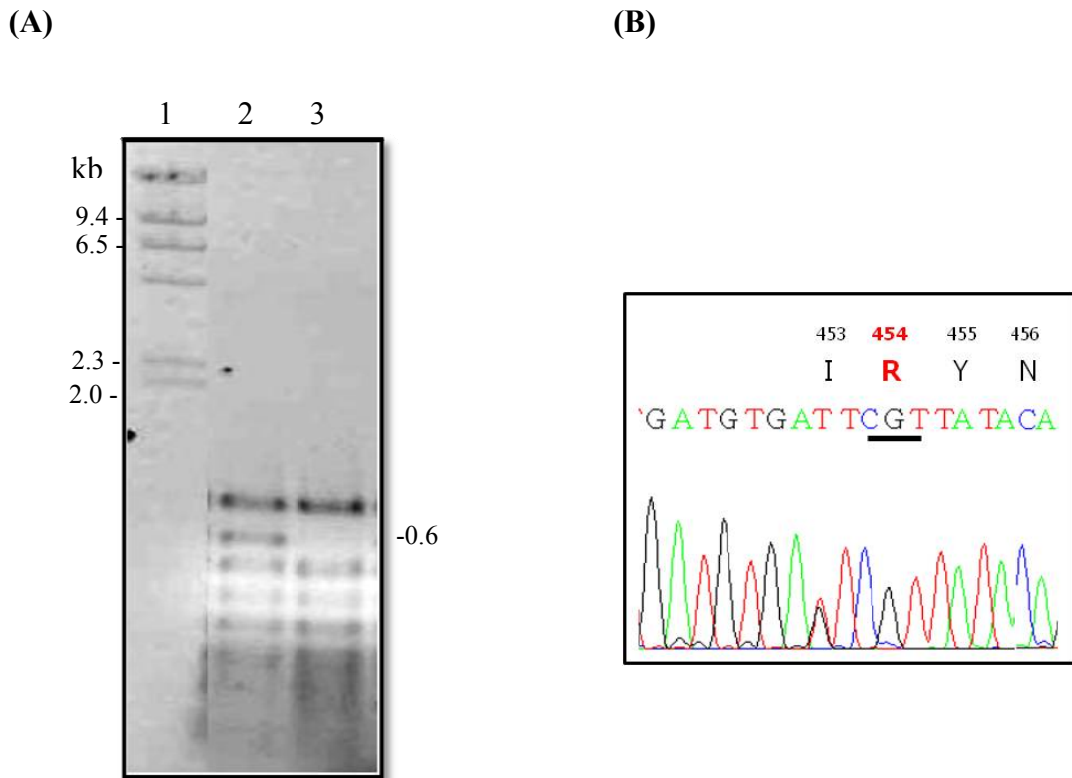 (A)
(B)
1 2 3
kb
9.4 -
6.5 -
2.3 -
2.0 -
-0.6
453 454 455 456
I R Y N
GATGTGATTCGTTATACA